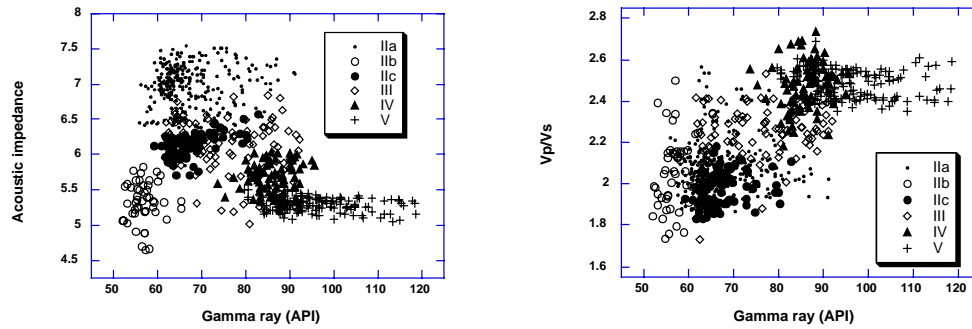 8
7.5
7
6.5
6
5.5
5
4.5
Acoustic impedance
50 60 70 80 90 100 110 120
Gamma ray (API)
IIa
IIb
IIc
III
IV
V
2.8
2.6
2.4
2.2
2
1.8
1.6
Vp/Vs
50 60 70 80 90 100 110 120
Gamma ray (API)
IIa
IIb
IIc
III
IV
V